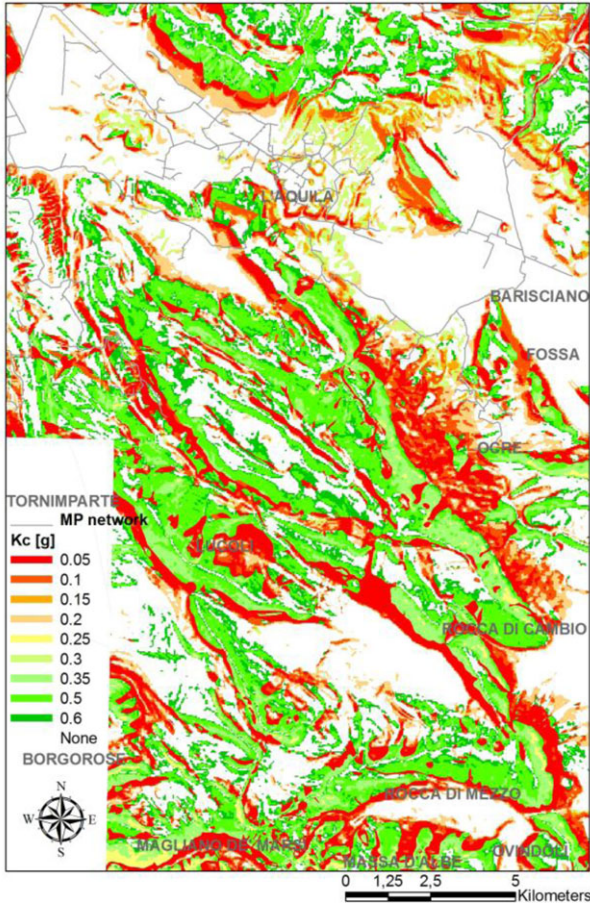 L'AQUILA
BARISCIANO
FOSSA
OCRE
TORNIMPARTE
MP network
Kc [g]
LUCOLI
0.05
0.1
0.15
0.2
0.25
0.3
0.35
0.5
0.6
None
ROCCA DI CAMBIO
BORGOROSE
N
W
E
S
ROCCA DI MEZZO
MAGLIANO DE' MARSI
MASSA D'ALBE
OVINDOLI
0 1,25 2,5 5
Kilometers